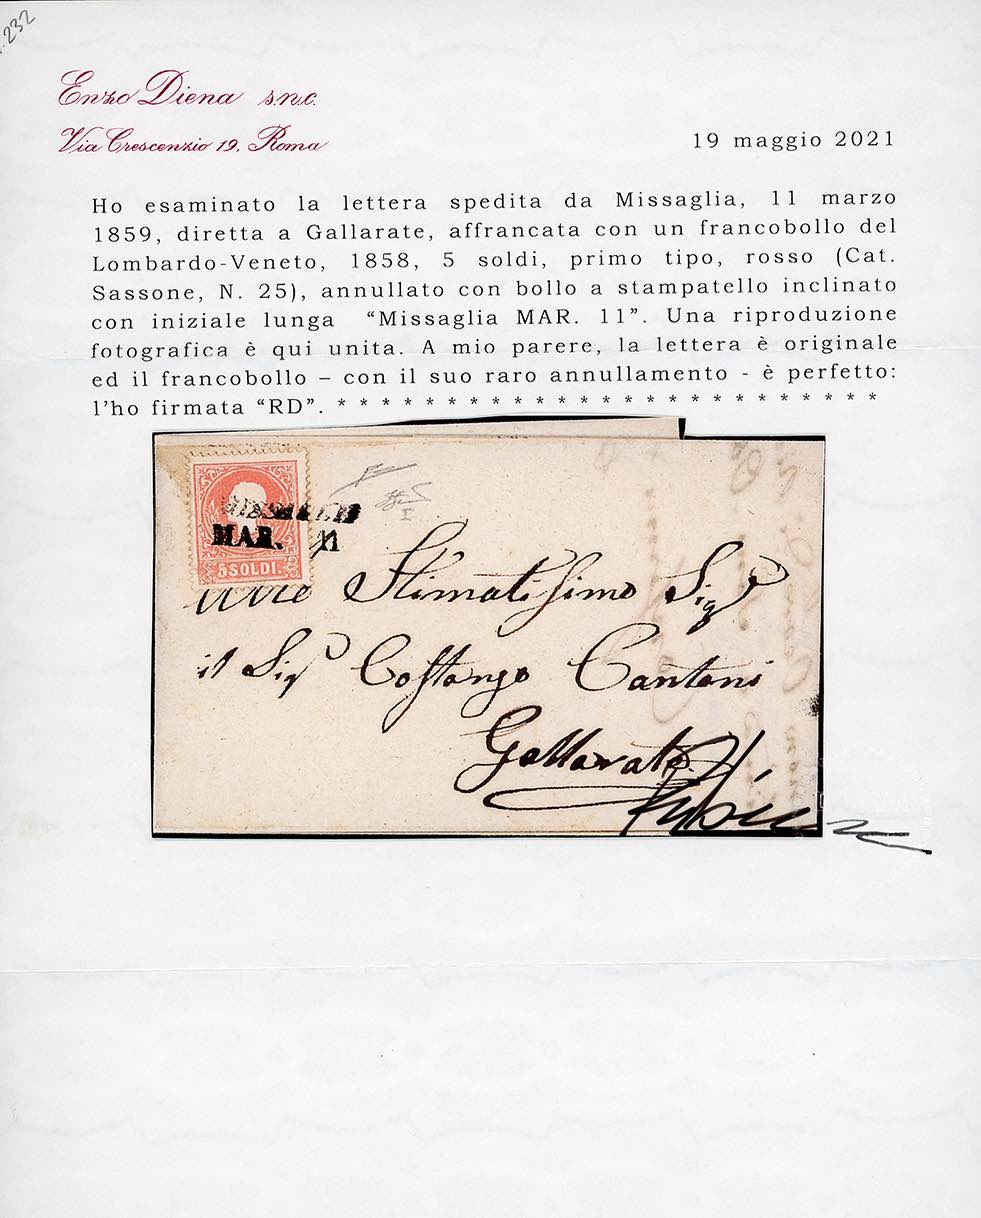 232
Enzo Diena s.n.c.
Via Crescenzio 19, Roma
19 maggio 2021
Ho esaminato la lettera spedita da Missaglia, 11 marzo
1859, diretta a Gallarate, affrancata con un francobollo del
Lombardo-Veneto, 1858, 5 soldi, primo tipo, rosso (Cat.
Sassone, N. 25), annullato con bollo a stampatello inclinato
con iniziale lunga “Missaglia MAR. 11”. Una riproduzione
fotografica è qui unita. A mio parere, la lettera è originale
ed il francobollo – con il suo raro annullamento - è perfetto:
l’ho firmata “RD”. * * * * * * * * * * * * * * * * * * * * * * * * *
MISSAGLIA
MAR. 11
5 SOLDI.
Stimatissimo Sigr
il Sigr Costanzo Cantoni
Gallarate